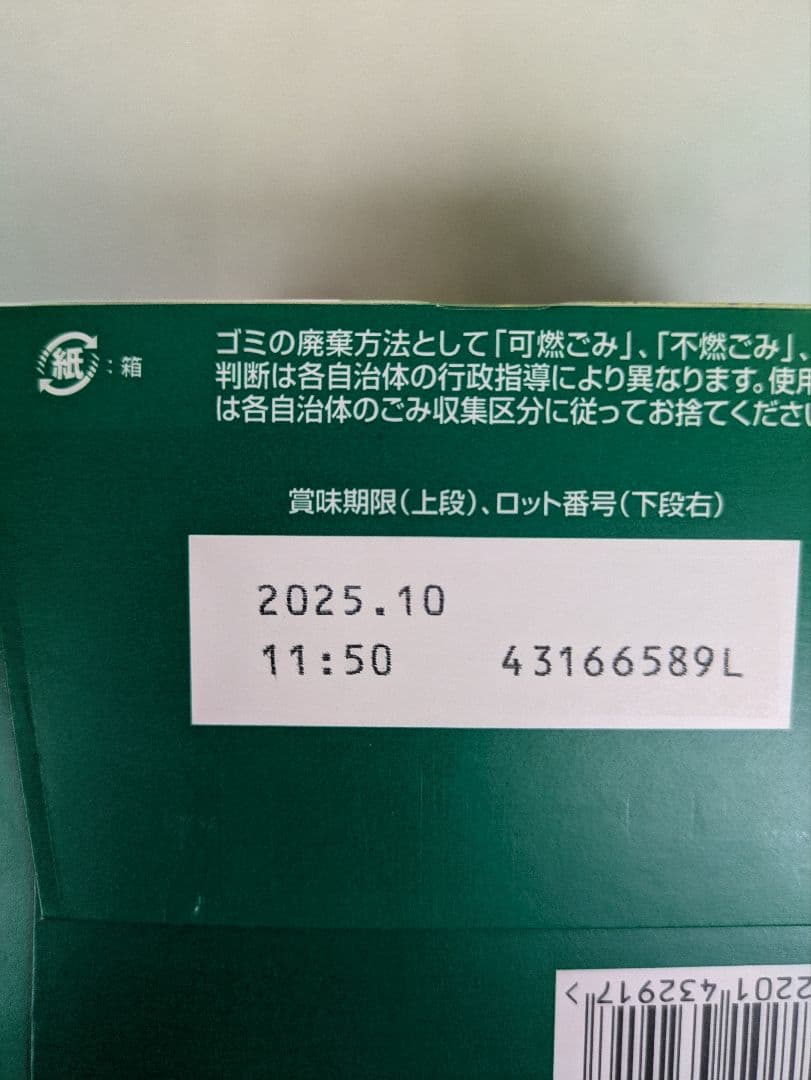 紙:箱
ゴミの廃棄方法として「可燃ごみ」、「不燃ごみ」、
判断は各自治体の行政指導により異なります。使用
は各自治体のごみ収集区分に従ってお捨てくださ
賞味期限(上段)、ロット番号(下段右)
2025.10
11:50 43166589L
2201 432917 >